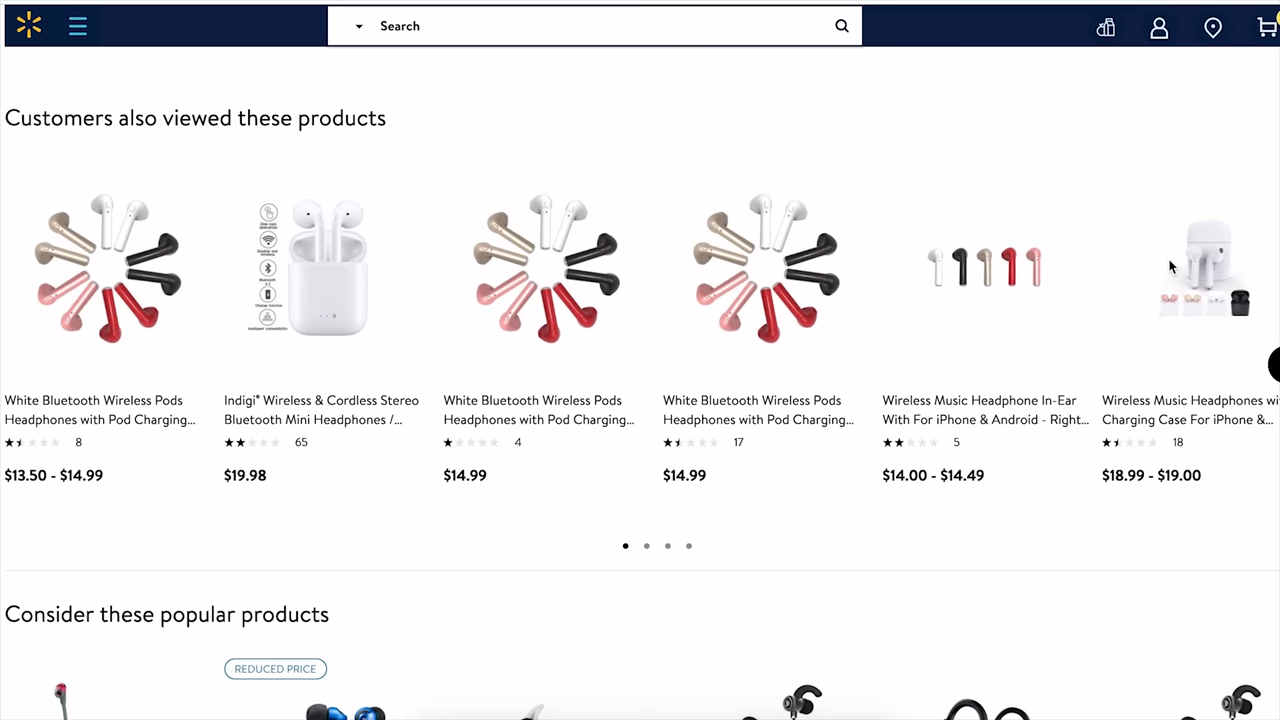 Search
Customers also viewed these products
White Bluetooth Wireless Pods
Headphones with Pod Charging...
8
$13.50 - $14.99
Indigi® Wireless & Cordless Stereo
Bluetooth Mini Headphones /...
65
$19.98
White Bluetooth Wireless Pods
Headphones with Pod Charging...
4
$14.99
White Bluetooth Wireless Pods
Headphones with Pod Charging...
17
$14.99
Wireless Music Headphone In-Ear
With For iPhone & Android - Right...
5
$14.00 - $14.49
Wireless Music Headphones wi
Charging Case For iPhone &...
18
$18.99 - $19.00
Consider these popular products
REDUCED PRICE